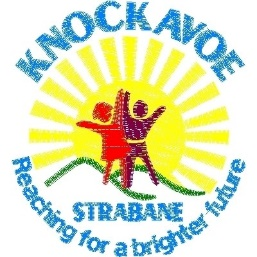 KNOCKAVOE
STRABANE
Reaching for a brighter future